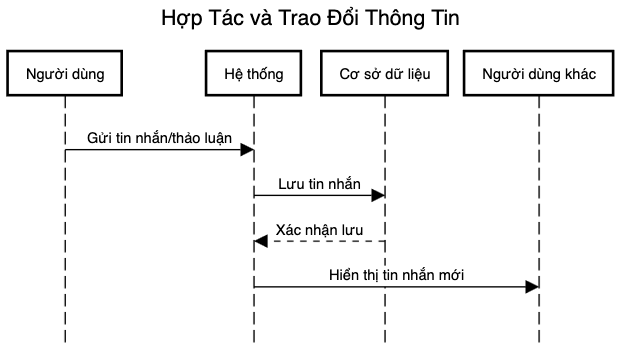 Hợp Tác và Trao Đổi Thông Tin
Người dùng
Hệ thống
Cơ sở dữ liệu
Người dùng khác
Gửi tin nhắn/thảo luận
Lưu tin nhắn
Xác nhận lưu
Hiển thị tin nhắn mới